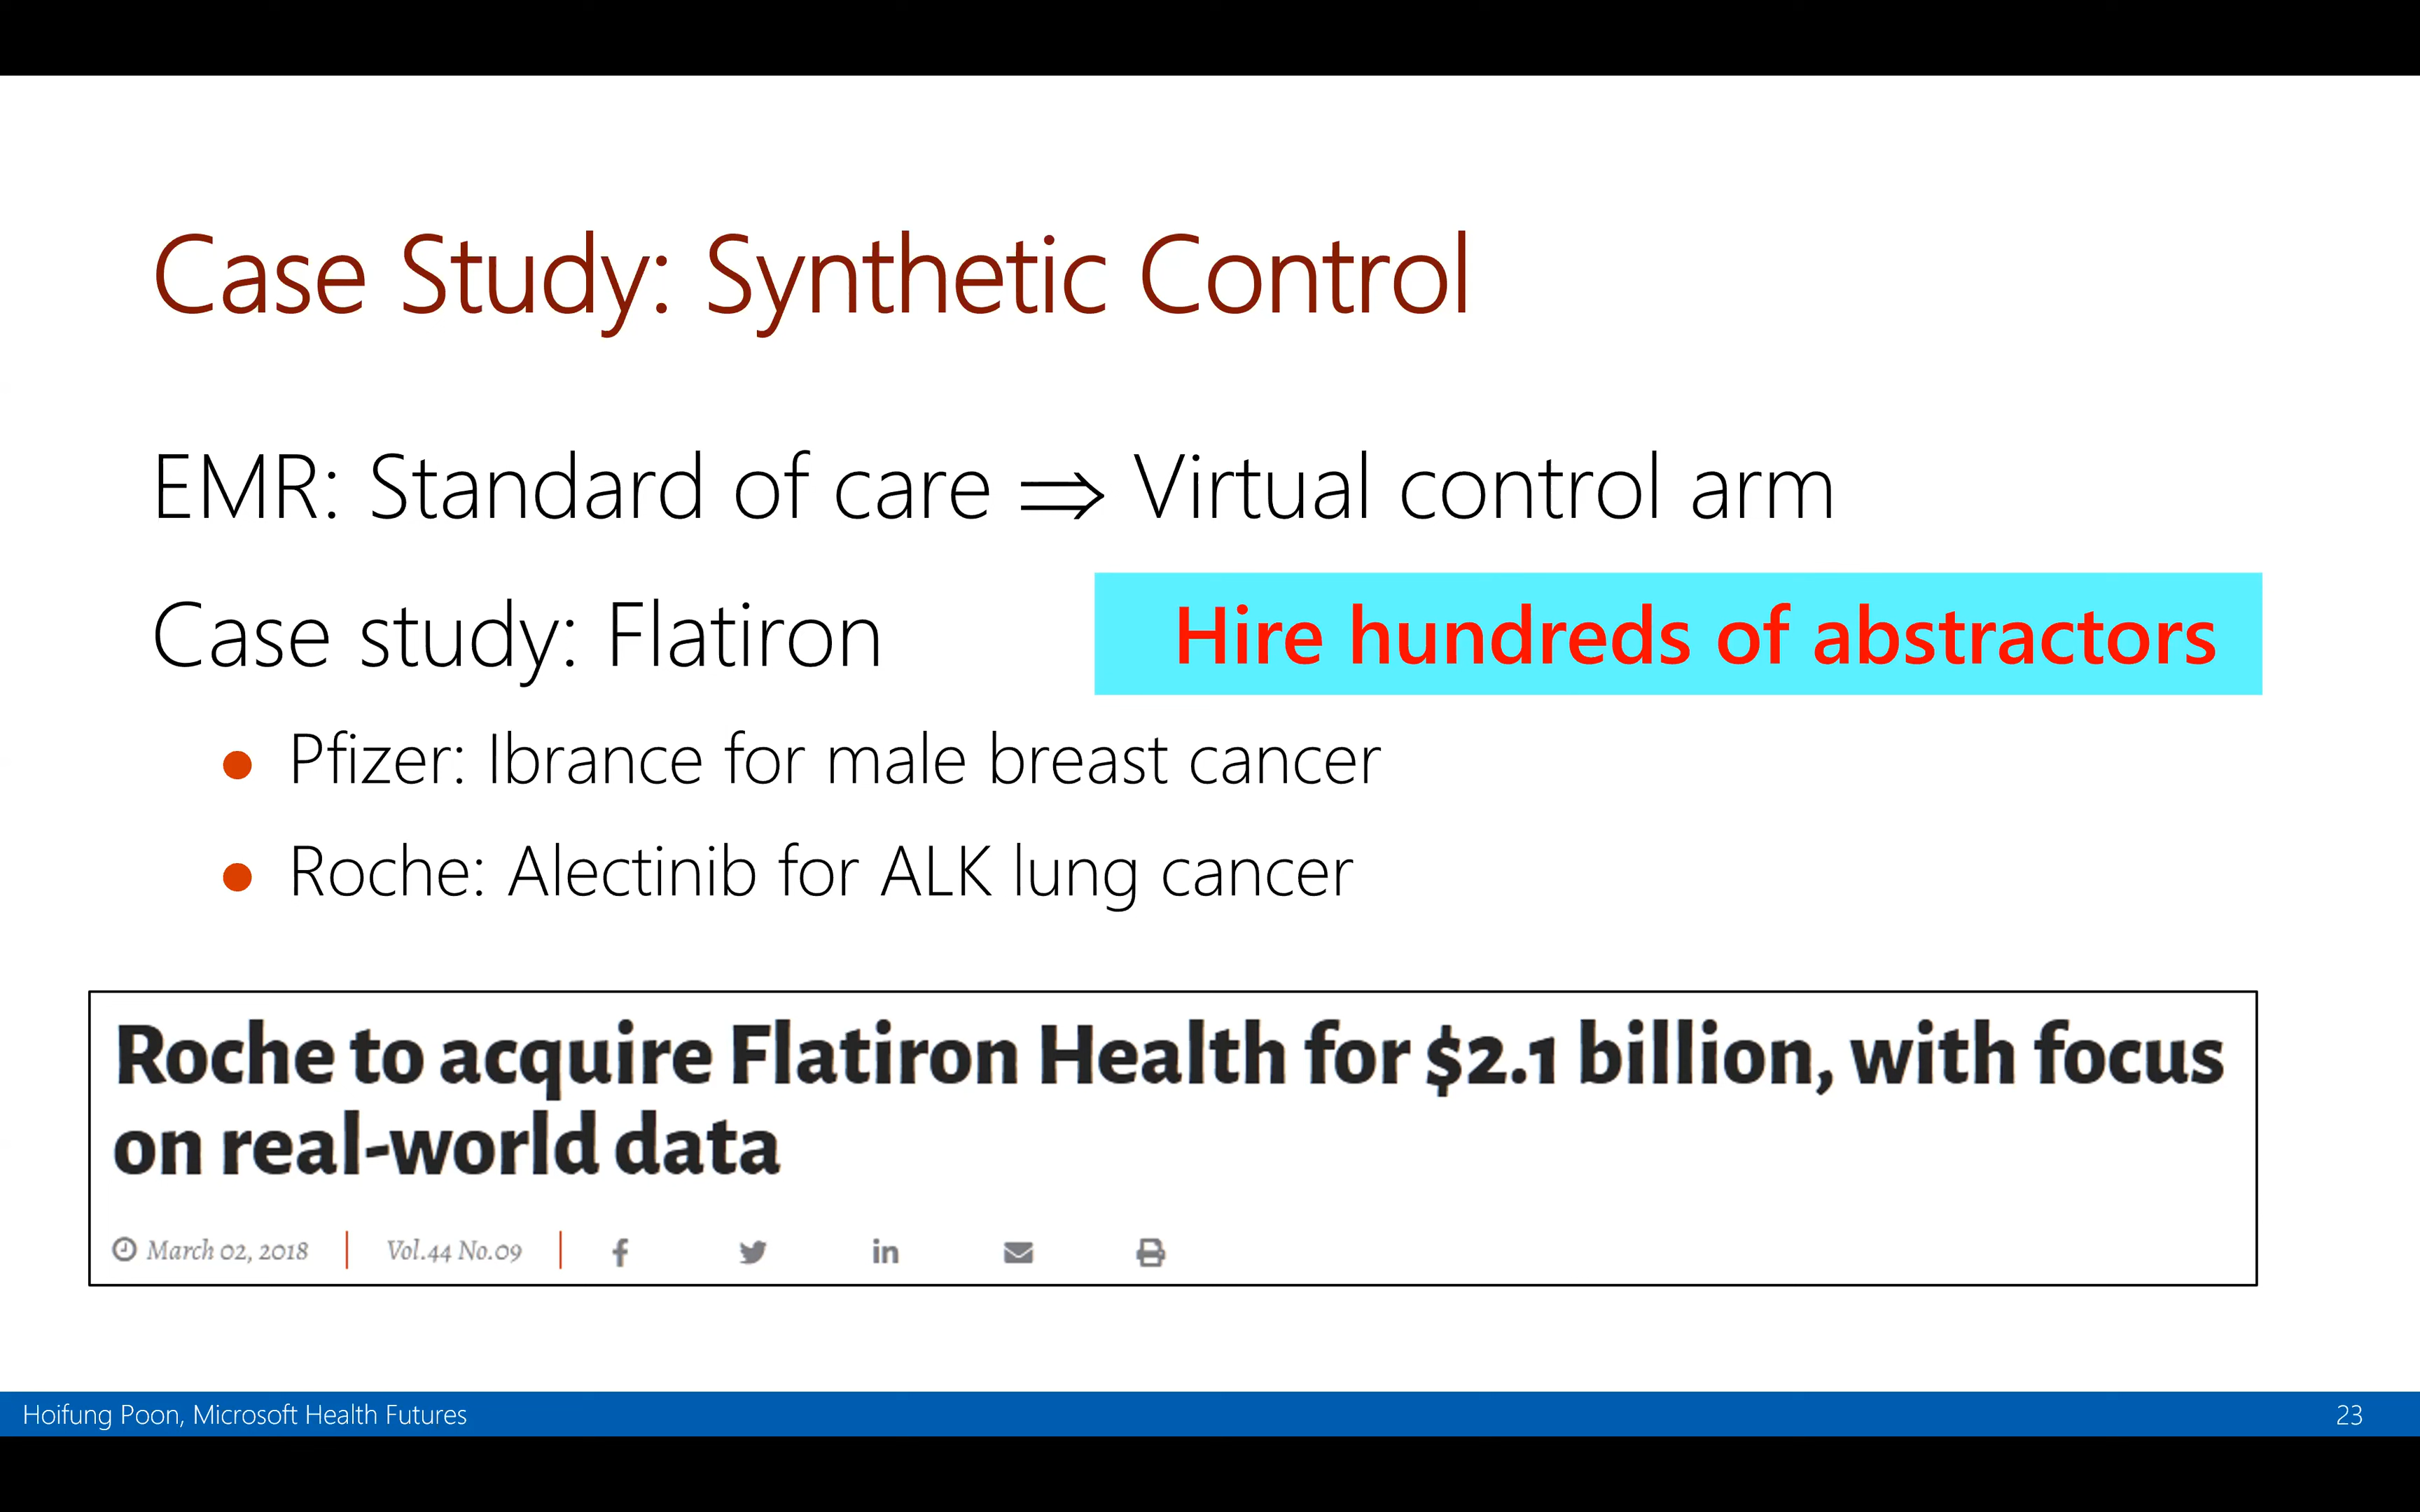 Case Study: Synthetic Control
EMR: Standard of care ⇒ Virtual control arm
Case study: Flatiron
Hire hundreds of abstractors
● Pfizer: Ibrance for male breast cancer
● Roche: Alectinib for ALK lung cancer
Roche to acquire Flatiron Health for $2.1 billion, with focus
on real-world data
March 02, 2018 | Vol.44 No.09 |
Hoifung Poon, Microsoft Health Futures
23